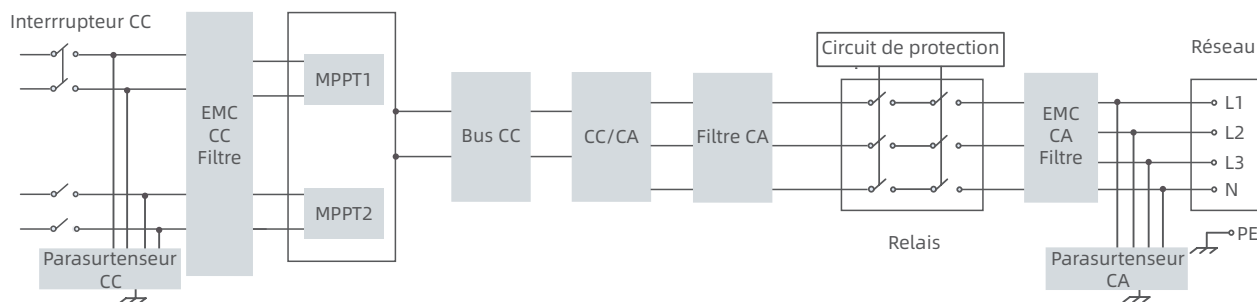 Interrrupteur CC
EMC
CC
Filtre
MPPT1
MPPT2
Parasurtenseur
CC
Bus CC
CC/CA
Filtre CA
Circuit de protection
Relais
EMC
CA
Filtre
Réseau
L1
L2
L3
N
PE
Parasurtenseur
CA